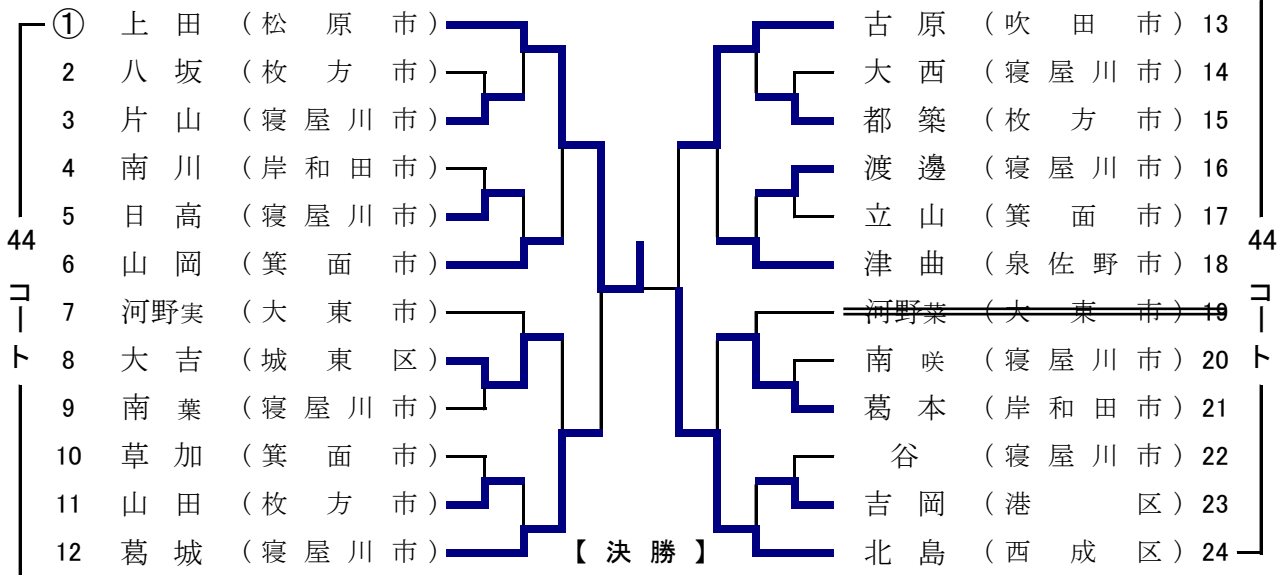 ① 上田 (松原市)
2 八坂 (枚方市)
3 片山 (寝屋川市)
4 南川 (岸和田市)
5 日高 (寝屋川市)
6 山岡 (箕面市)
7 河野実 (大東市)
8 大吉 (城東区)
9 南葉 (寝屋川市)
10 草加 (箕面市)
11 山田 (枚方市)
12 葛城 (寝屋川市)
44コート
【決勝】
古原 (吹田市) 13
大西 (寝屋川市) 14
都築 (枚方市) 15
渡邊 (寝屋川市) 16
立山 (箕面市) 17
津曲 (泉佐野市) 18
河野菜 (大東市) 19
南咲 (寝屋川市) 20
葛本 (岸和田市) 21
谷 (寝屋川市) 22
吉岡 (港区) 23
北島 (西成区) 24
44コート